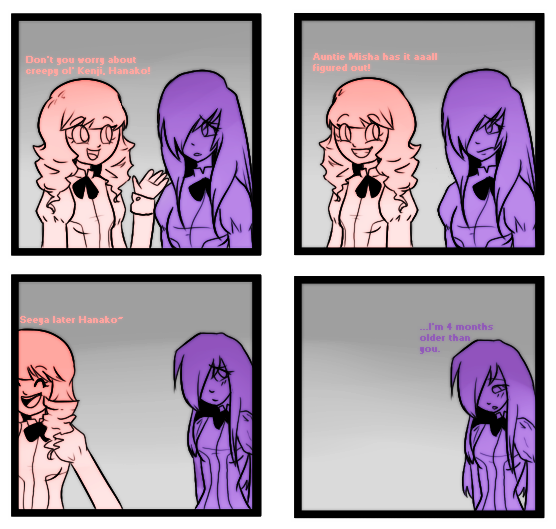 Don't you worry about
creepy ol' Kenji, Hanako!
Auntie Misha has it aaall
figured out!
Seeya later Hanako~
...I'm 4 months
older than
you.